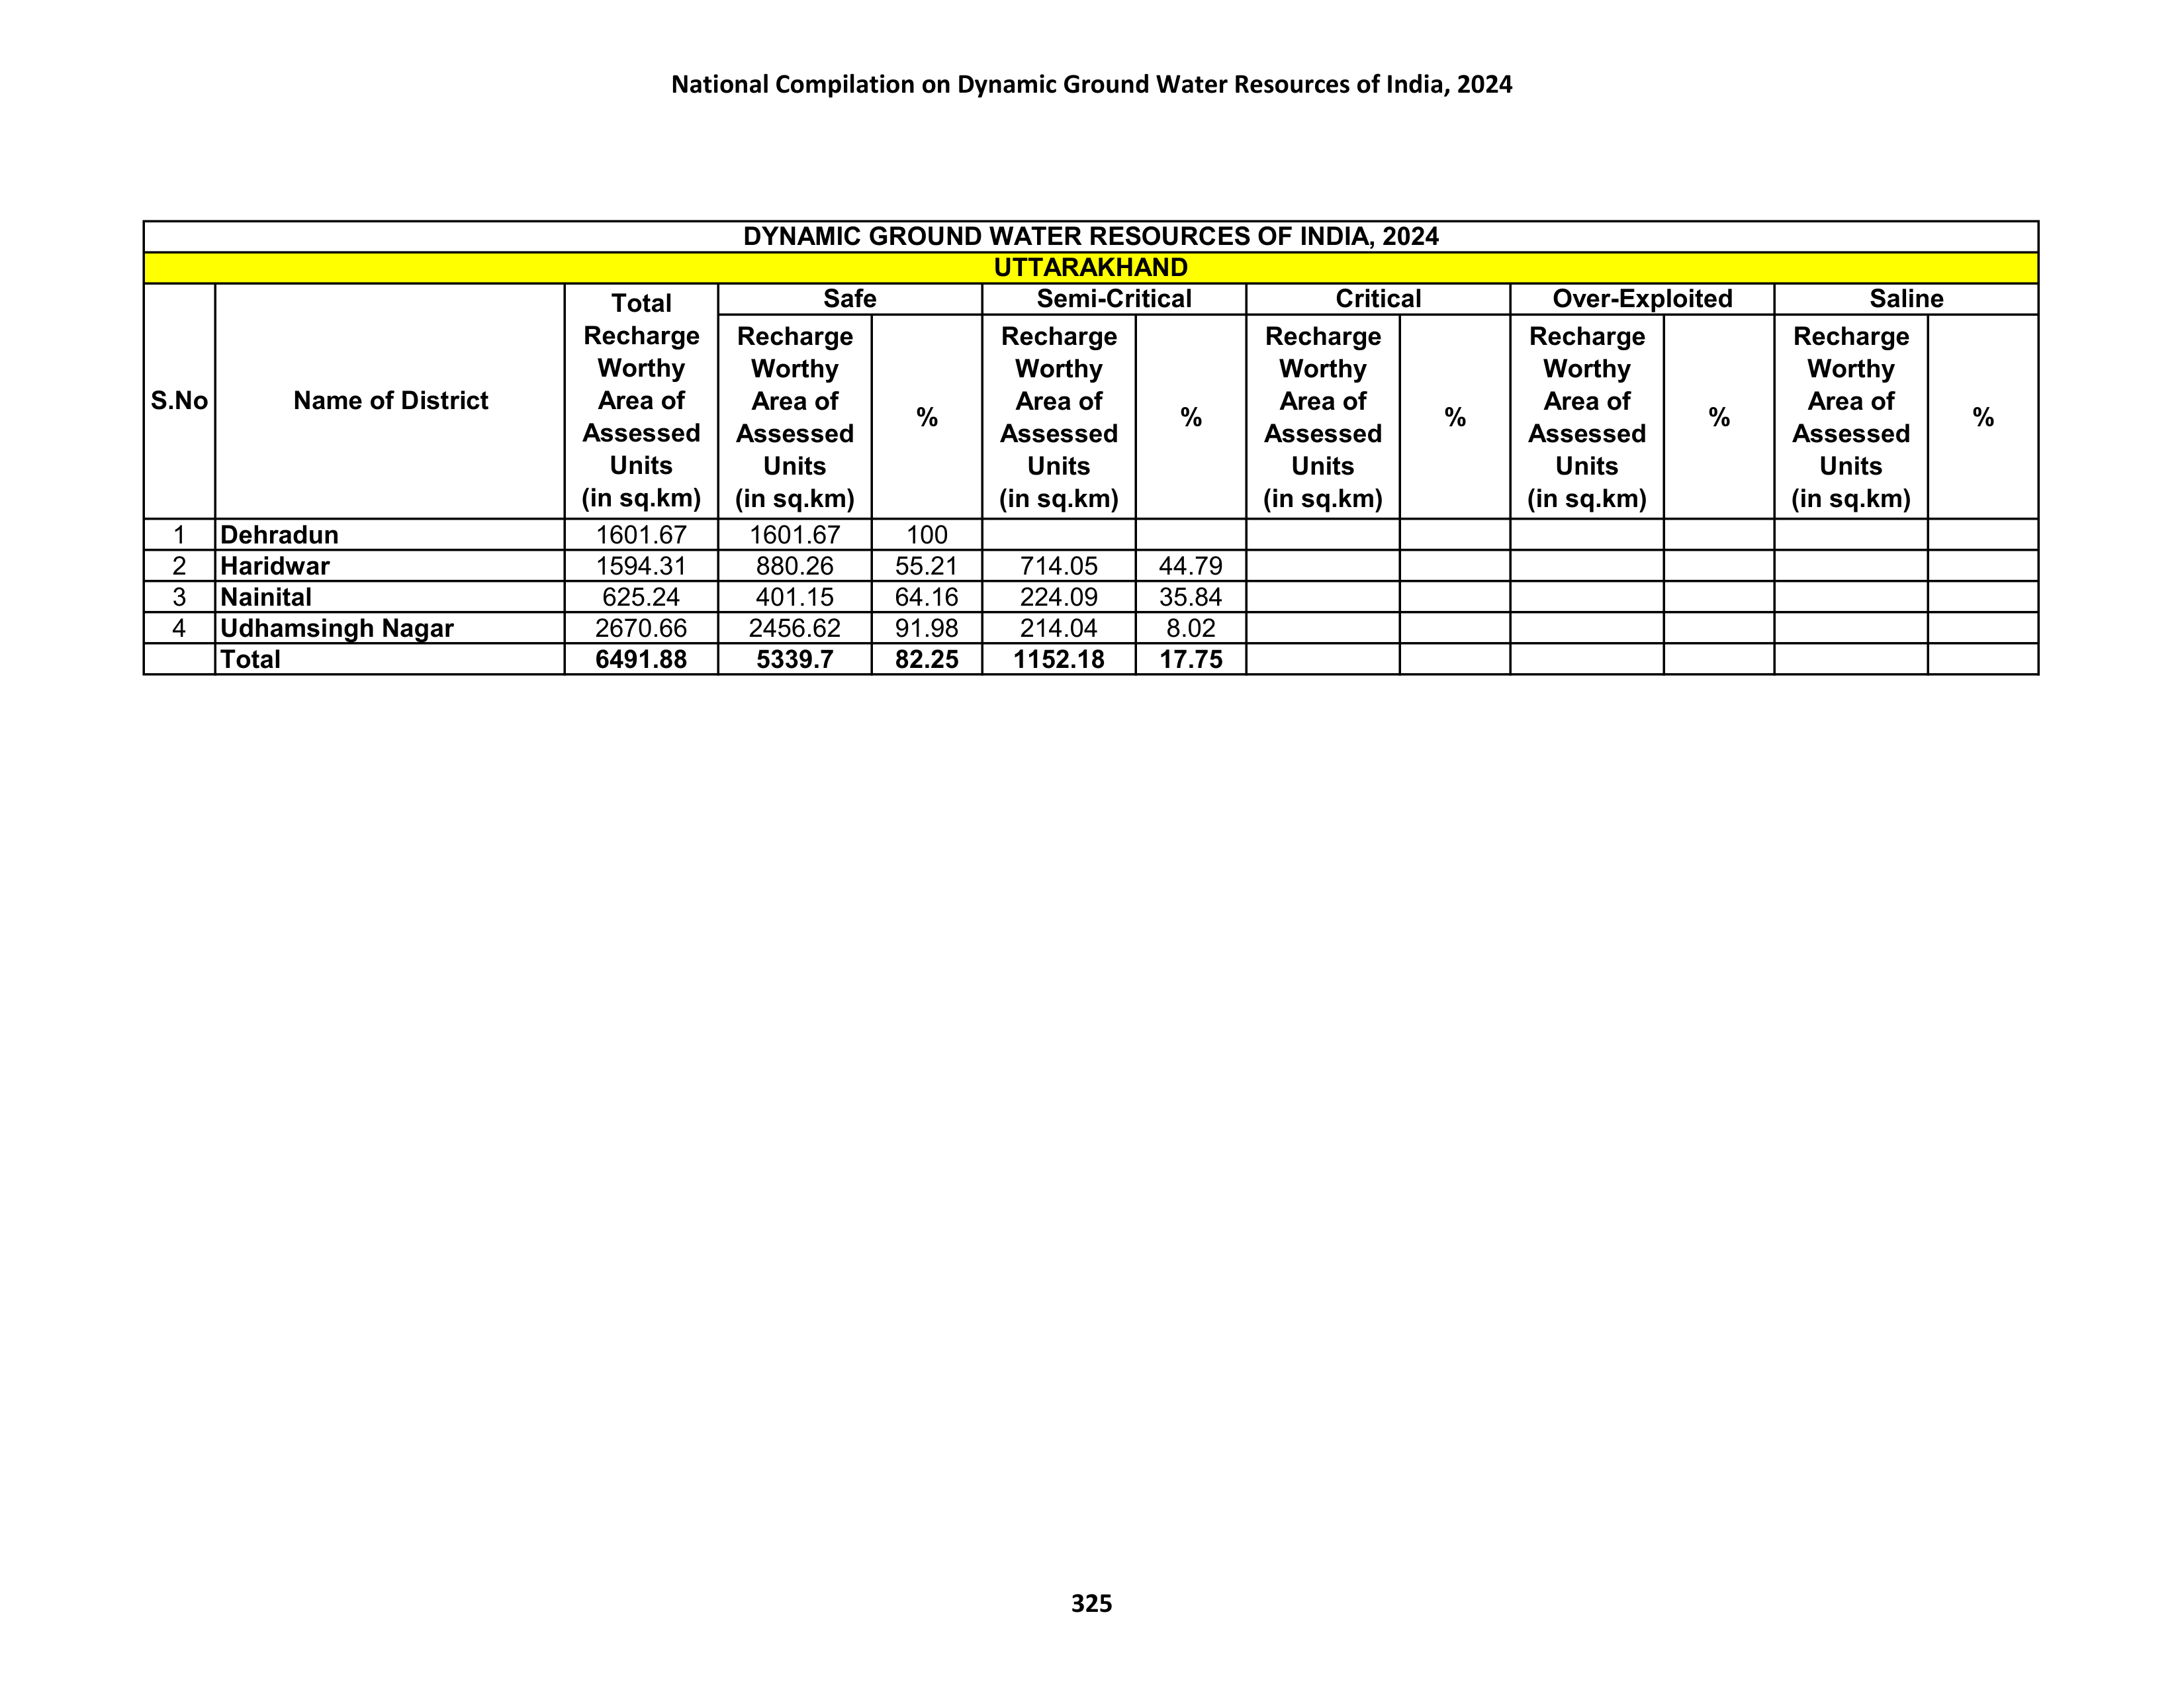 National Compilation on Dynamic Ground Water Resources of India, 2024
DYNAMIC GROUND WATER RESOURCES OF INDIA, 2024
UTTARAKHAND
S.No Name of District Total Recharge Worthy Area of Assessed Units (in sq.km) Safe Semi-Critical Critical Over-Exploited Saline
Recharge Worthy Area of Assessed Units (in sq.km) % Recharge Worthy Area of Assessed Units (in sq.km) % Recharge Worthy Area of Assessed Units (in sq.km) % Recharge Worthy Area of Assessed Units (in sq.km) % Recharge Worthy Area of Assessed Units (in sq.km) %
1 Dehradun 1601.67 1601.67 100
2 Haridwar 1594.31 880.26 55.21 714.05 44.79
3 Nainital 625.24 401.15 64.16 224.09 35.84
4 Udhamsingh Nagar 2670.66 2456.62 91.98 214.04 8.02
Total 6491.88 5339.7 82.25 1152.18 17.75
325